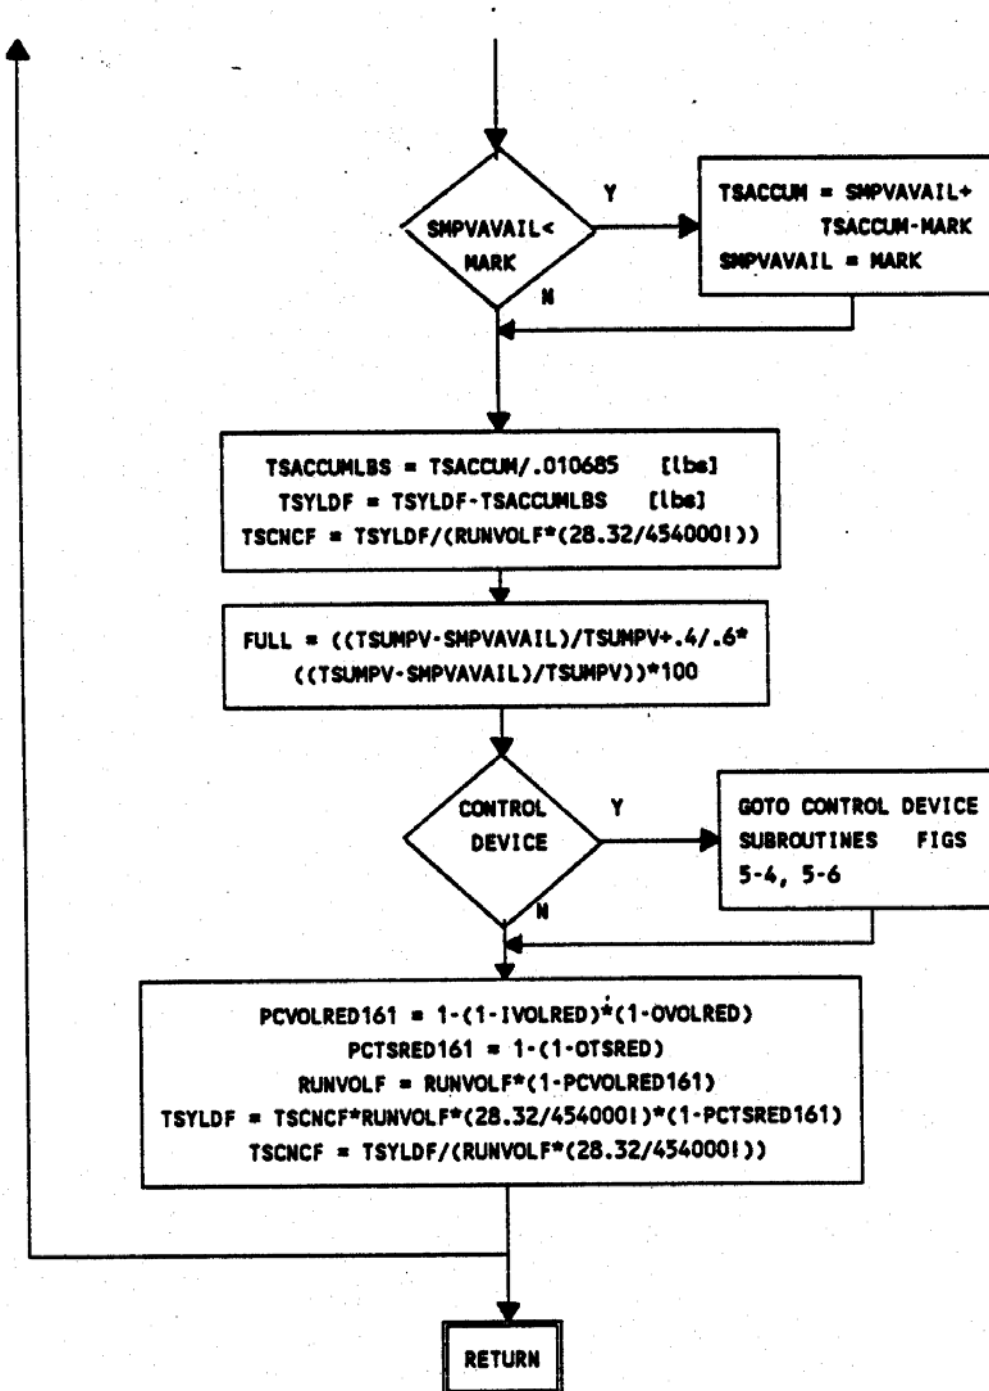 SMPVAVAIL<
MARK
Y
N
TSACCUM = SMPVAVAIL+
TSACCUM-MARK
SMPVAVAIL = MARK
TSACCUMLBS = TSACCUM/.010685 [lbs]
TSYLDF = TSYLDF-TSACCUMLBS [lbs]
TSCNCF = TSYLDF/(RUNVOLF*(28.32/454000!))
FULL = ((TSUMPV-SMPVAVAIL)/TSUMPV+.4/.6*
((TSUMPV-SMPVAVAIL)/TSUMPV))*100
CONTROL
DEVICE
Y
N
GOTO CONTROL DEVICE
SUBROUTINES FIGS
5-4, 5-6
PCVOLRED161 = 1-(1-IVOLRED)*(1-OVOLRED)
PCTSRED161 = 1-(1-OTSRED)
RUNVOLF = RUNVOLF*(1-PCVOLRED161)
TSYLDF = TSCNCF*RUNVOLF*(28.32/454000!)*(1-PCTSRED161)
TSCNCF = TSYLDF/(RUNVOLF*(28.32/454000!))
RETURN